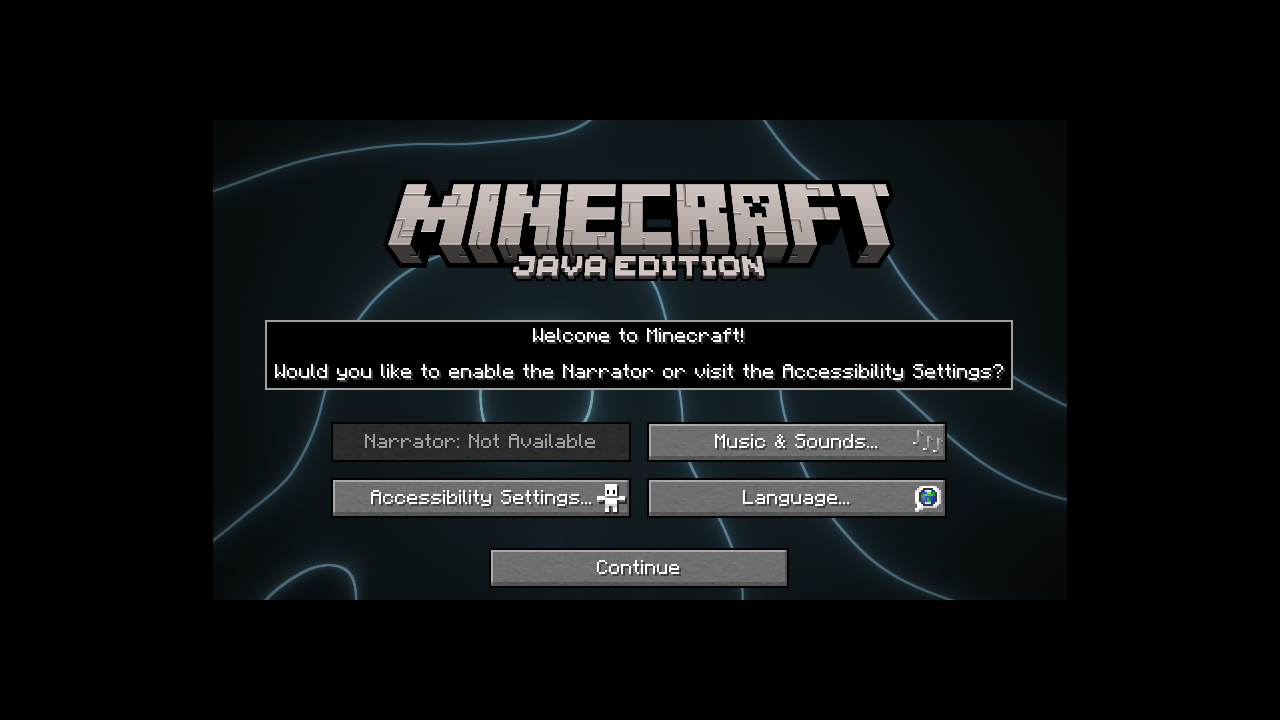 MINECRAFT
JAVA EDITION
Welcome to Minecraft!
Would you like to enable the Narrator or visit the Accessibility Settings?
Narrator: Not Available
Music & Sounds...
Accessibility Settings...
Language...
Continue